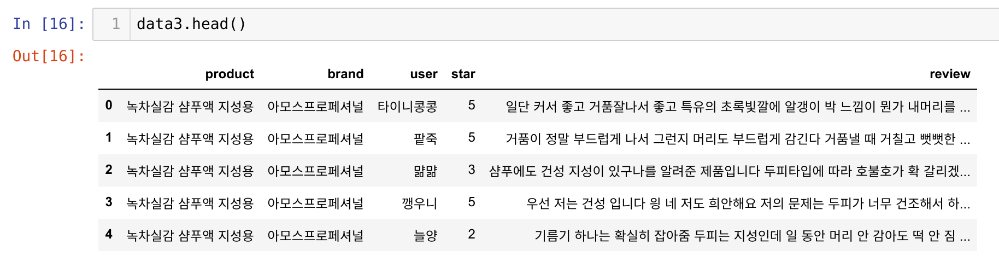 In [16]: 1 data3.head()
Out[16]:
product brand user star review
0 녹차실감 샴푸액 지성용 아모스프로페셔널 타이니콩콩 5 일단 커서 좋고 거품잘나서 좋고 특유의 초록빛깔에 알갱이 박 느낌이 뭔가 내머리를 ...
1 녹차실감 샴푸액 지성용 아모스프로페셔널 팥죽 5 거품이 정말 부드럽게 나서 그런지 머리도 부드럽게 감긴다 거품낼 때 거칠고 뻣뻣한 ...
2 녹차실감 샴푸액 지성용 아모스프로페셔널 먊먊 3 샴푸에도 건성 지성이 있구나를 알려준 제품입니다 두피타입에 따라 호불호가 확 갈리겠...
3 녹차실감 샴푸액 지성용 아모스프로페셔널 깽우니 5 우선 저는 건성 입니다 읭 네 저도 희안해요 저의 문제는 두피가 너무 건조해서 하...
4 녹차실감 샴푸액 지성용 아모스프로페셔널 늘양 2 기름기 하나는 확실히 잡아줌 두피는 지성인데 일 동안 머리 안 감아도 떡 안 짐 ...